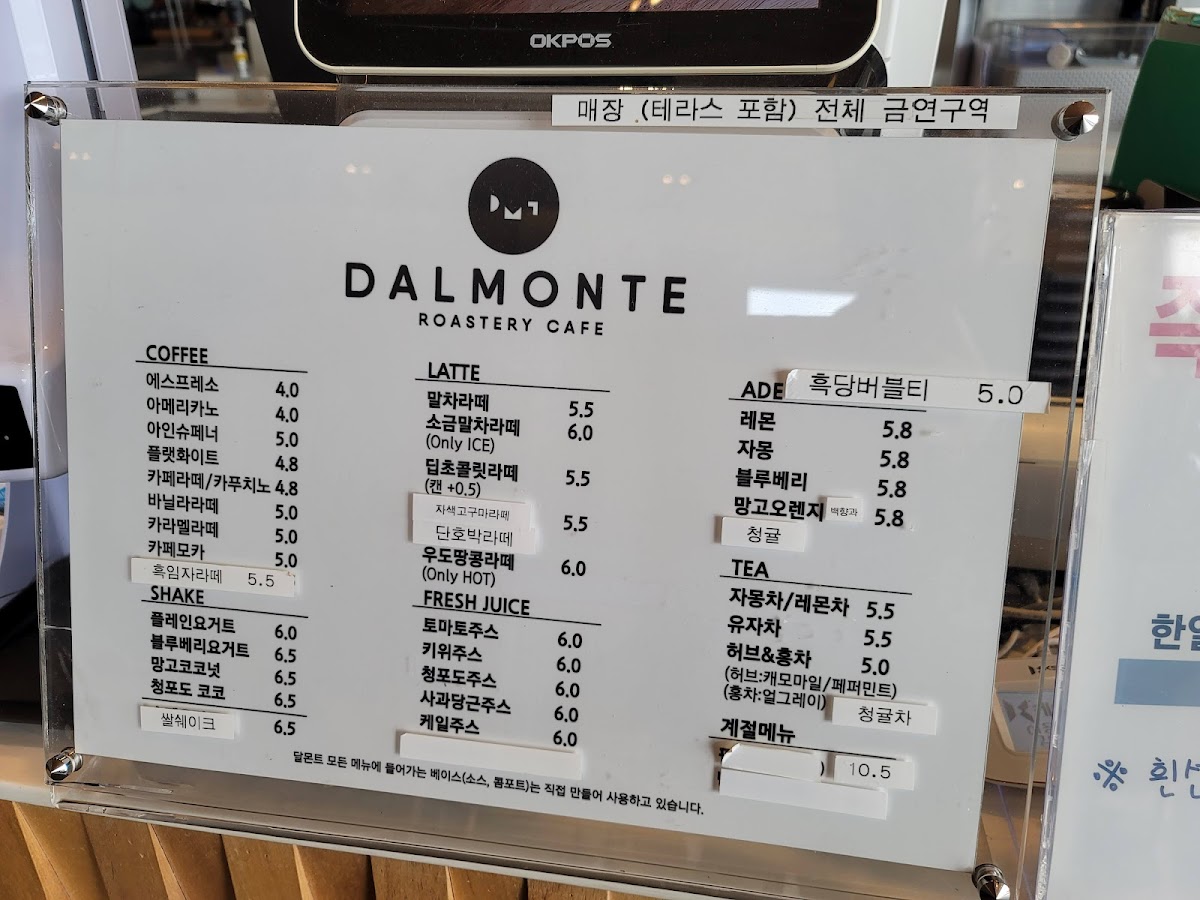 OKPOS
매장 (테라스 포함) 전체 금연구역
DALMONTE
ROASTERY CAFE
COFFEE
에스프레소 4.0
아메리카노 4.0
아인슈페너 5.0
플랫화이트 4.8
카페라떼/카푸치노 4.8
바닐라라떼 5.0
카라멜라떼 5.0
카페모카 5.0
흑임자라떼 5.5
SHAKE
플레인요거트 6.0
블루베리요거트 6.5
망고코코넛 6.5
청포도 코코 6.5
쌀쉐이크 6.5
LATTE
말차라떼 5.5
소금말차라떼 6.0
(Only ICE)
딥초콜릿라떼 5.5
(캔 +0.5)
자색고구마라떼 5.5
단호박라떼
우도땅콩라떼 6.0
(Only HOT)
FRESH JUICE
토마토주스 6.0
키위주스 6.0
청포도주스 6.0
사과당근주스 6.0
케일주스 6.0
ADE
흑당버블티 5.0
레몬 5.8
자몽 5.8
블루베리 5.8
망고오렌지 백향과 5.8
청귤
TEA
자몽차/레몬차 5.5
유자차 5.5
허브&홍차 5.0
(허브:캐모마일/페퍼민트)
(홍차:얼그레이)
청귤차
계절메뉴
) 10.5
달몬트 모든 메뉴에 들어가는 베이스(소스, 콤포트)는 직접 만들어 사용하고 있습니다.